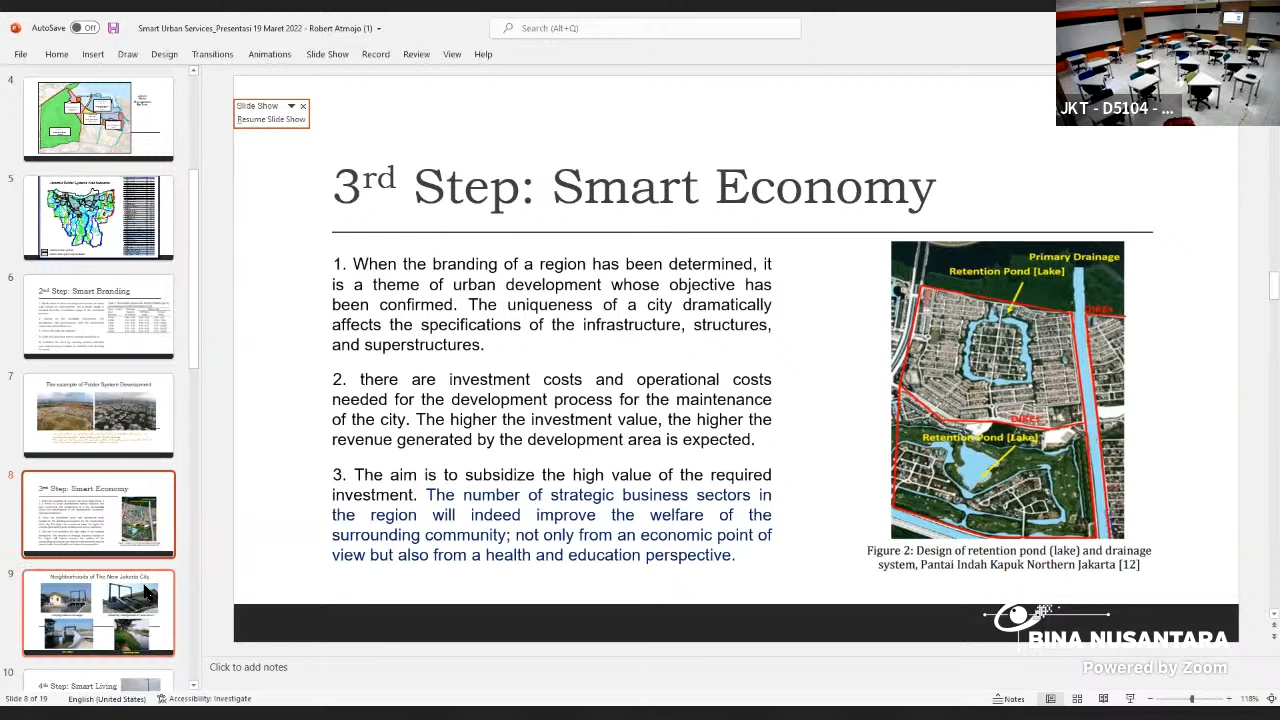 AutoSave Off
Smart Urban Services_Presentasi 19 Maret 2022 - Robert Atmojo (1)
Search (Alt+Q)
File Home Insert Draw Design Transitions Animations Slide Show Record Review View Help
JKT - D5104 - ...
4
5
6
2nd Step: Smart Branding
7
The example of Polder System Development
8
3rd Step: Smart Economy
9
Neighborhoods of The New Jakarta City
10
4th Step: Smart Living
Slide Show
Resume Slide Show
3rd Step: Smart Economy
1. When the branding of a region has been determined, it
is a theme of urban development whose objective has
been confirmed. The uniqueness of a city dramatically
affects the specifications of the infrastructure, structures,
and superstructures.
2. there are investment costs and operational costs
needed for the development process for the maintenance
of the city. The higher the investment value, the higher the
revenue generated by the development area is expected.
3. The aim is to subsidize the high value of the required
investment. The number of strategic business sectors in
the region will indeed improve the welfare of the
surrounding community; not only from an economic point of
view but also from a health and education perspective.
Primary Drainage
Retention Pond [Lake]
DIKEs
DIKEs
Retention Pond [Lake]
Figure 2: Design of retention pond (lake) and drainage
system, Pantai Indah Kapuk Northern Jakarta [12]
BINA NUSANTARA
Powered by Zoom
Click to add notes
Slide 8 of 19 English (United States) Accessibility: Investigate Notes 118%